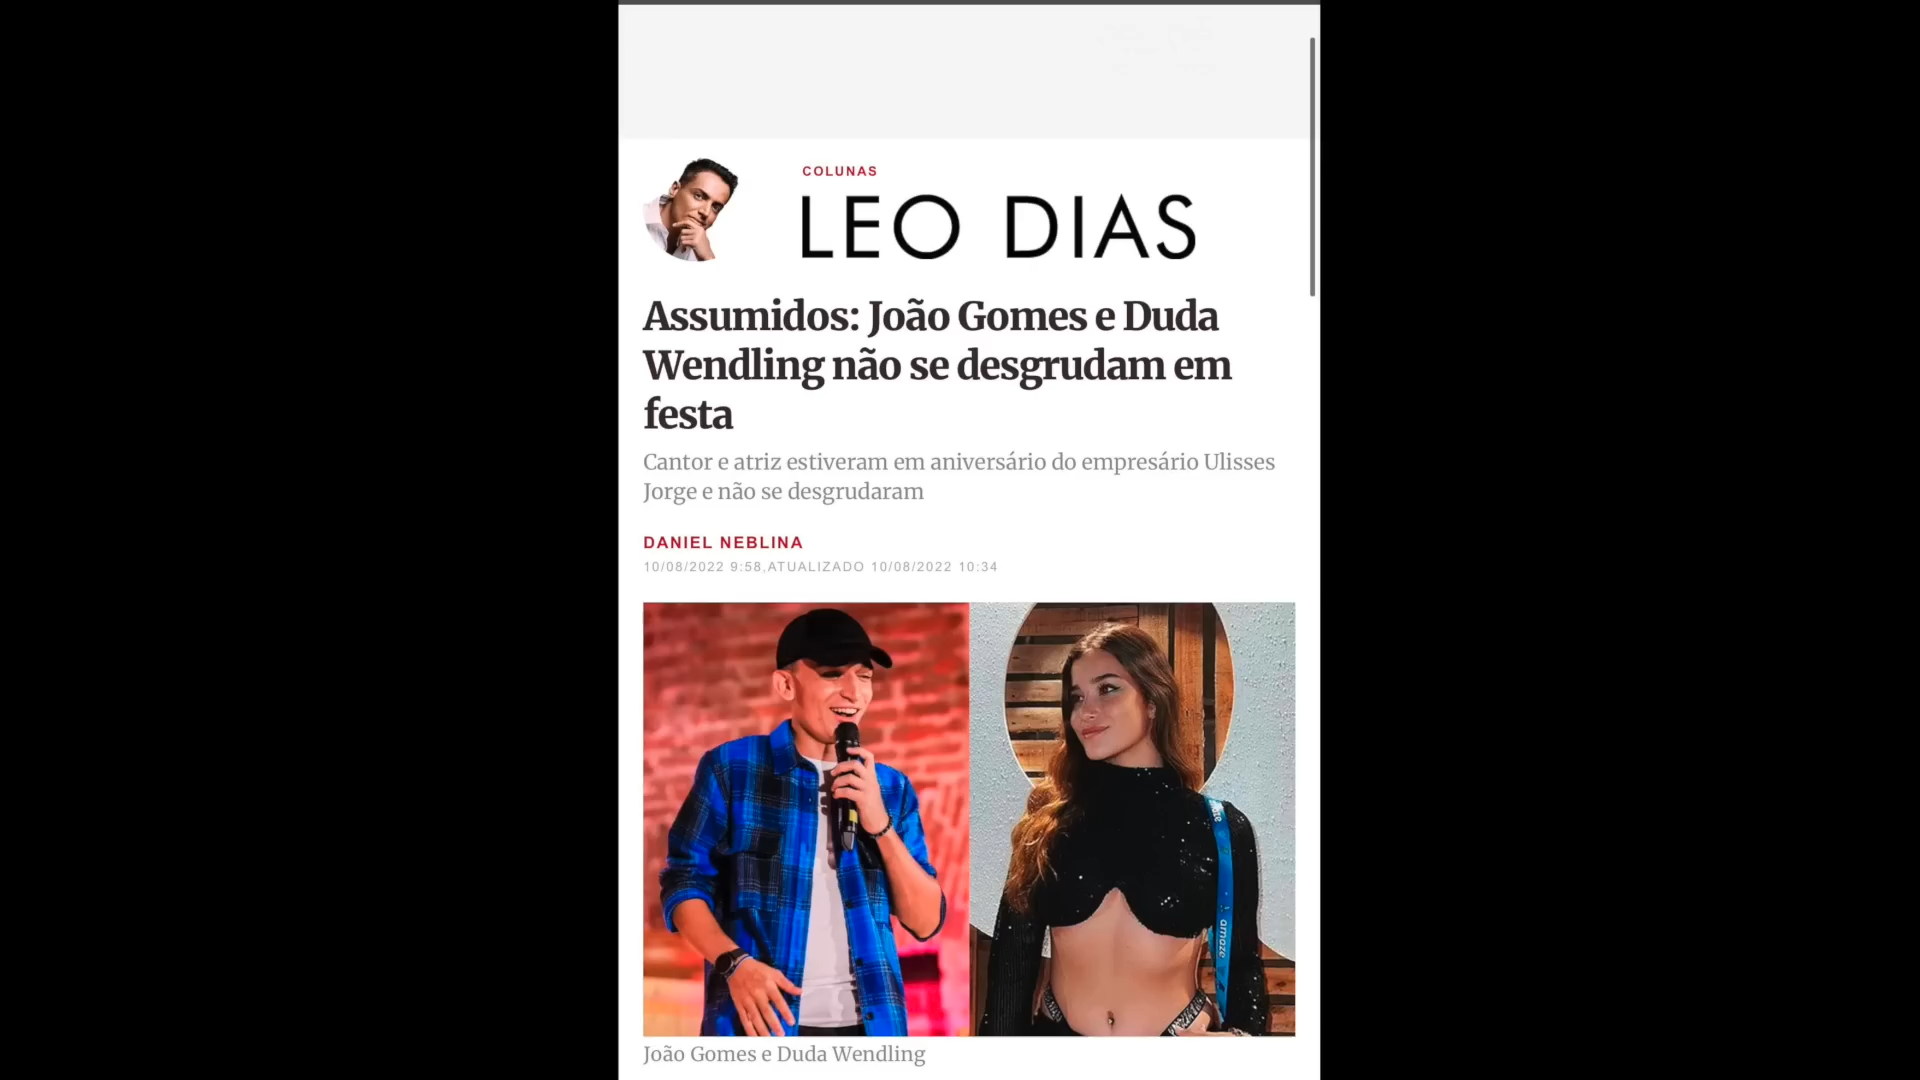 COLUNAS
LEO DIAS
Assumidos: João Gomes e Duda
Wendling não se desgrudam em
festa
Cantor e atriz estiveram em aniversário do empresário Ulisses
Jorge e não se desgrudaram
DANIEL NEBLINA
10/08/2022 9:58,ATUALIZADO 10/08/2022 10:34
amaze
João Gomes e Duda Wendling